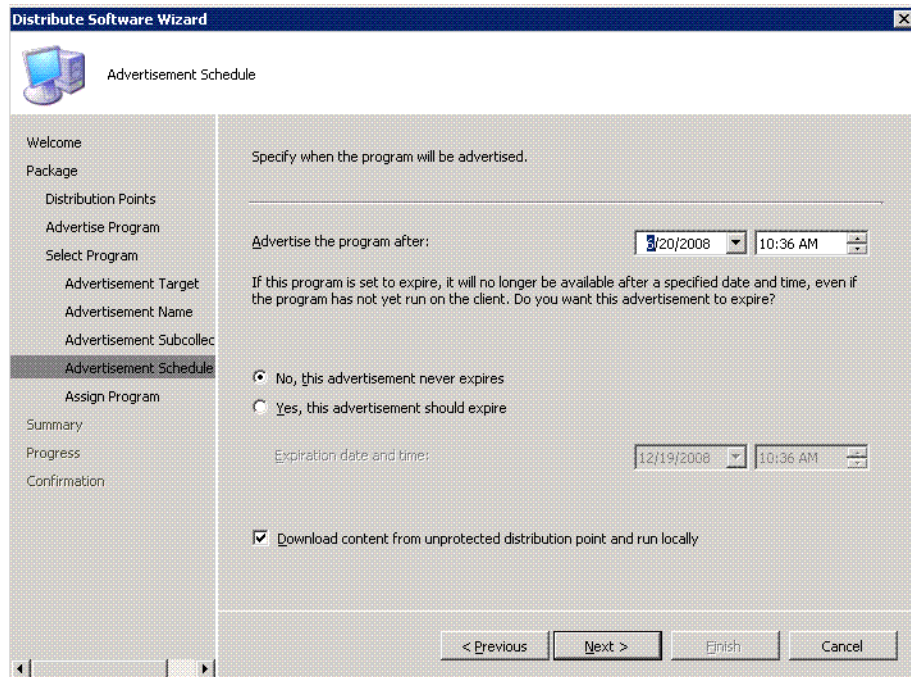 Distribute Software Wizard
Advertisement Schedule
Welcome
Package
Distribution Points
Advertise Program
Select Program
Advertisement Target
Advertisement Name
Advertisement Subcollec
Advertisement Schedule
Assign Program
Summary
Progress
Confirmation
Specify when the program will be advertised.
Advertise the program after: 6/20/2008 10:36 AM
If this program is set to expire, it will no longer be available after a specified date and time, even if
the program has not yet run on the client. Do you want this advertisement to expire?
No, this advertisement never expires
Yes, this advertisement should expire
Expiration date and time: 12/19/2008 10:36 AM
Download content from unprotected distribution point and run locally
< Previous Next > Finish Cancel